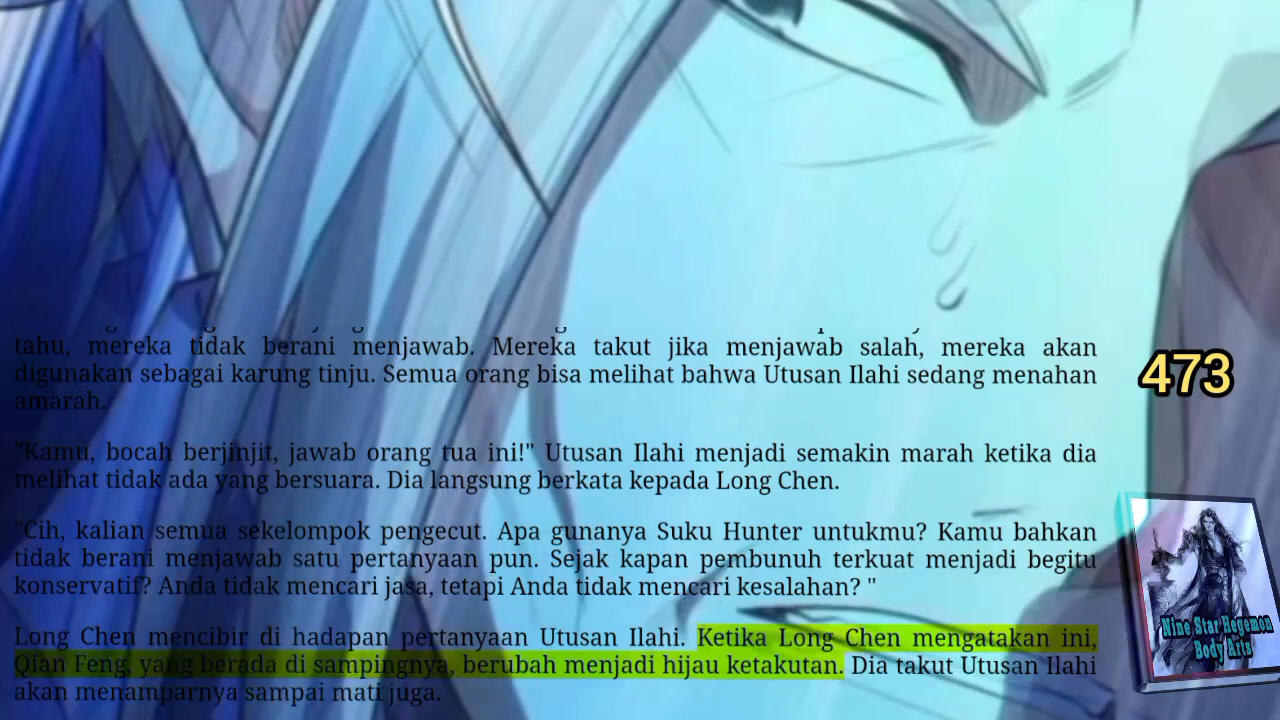 tahu, mereka tidak berani menjawab. Mereka takut jika menjawab salah, mereka akan
digunakan sebagai karung tinju. Semua orang bisa melihat bahwa Utusan Ilahi sedang menahan
amarah.
"Kamu, bocah berjinjit, jawab orang tua ini!" Utusan Ilahi menjadi semakin marah ketika dia
melihat tidak ada yang bersuara. Dia langsung berkata kepada Long Chen.
"Cih, kalian semua sekelompok pengecut. Apa gunanya Suku Hunter untukmu? Kamu bahkan
tidak berani menjawab satu pertanyaan pun. Sejak kapan pembunuh terkuat menjadi begitu
konservatif? Anda tidak mencari jasa, tetapi Anda tidak mencari kesalahan? "
Long Chen mencibir di hadapan pertanyaan Utusan Ilahi. Ketika Long Chen mengatakan ini,
Qian Feng, yang berada di sampingnya, berubah menjadi hijau ketakutan. Dia takut Utusan Ilahi
akan menamparnya sampai mati juga.
473
Nine Star Hegemon
Body Arts